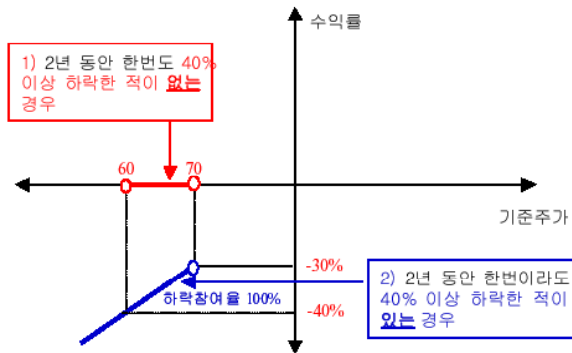 수익률
1) 2년 동안 한번도 40%
이상 하락한 적이 없는
경우
60
70
기준주가
-30%
하락참여율 100%
-40%
2) 2년 동안 한번이라도
40% 이상 하락한 적이
있는 경우